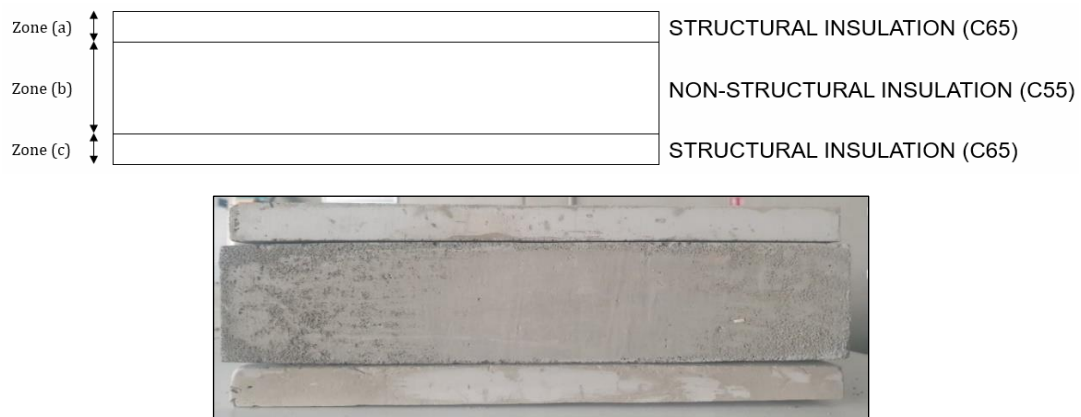 Zone (a)
STRUCTURAL INSULATION (C65)
Zone (b)
NON-STRUCTURAL INSULATION (C55)
Zone (c)
STRUCTURAL INSULATION (C65)